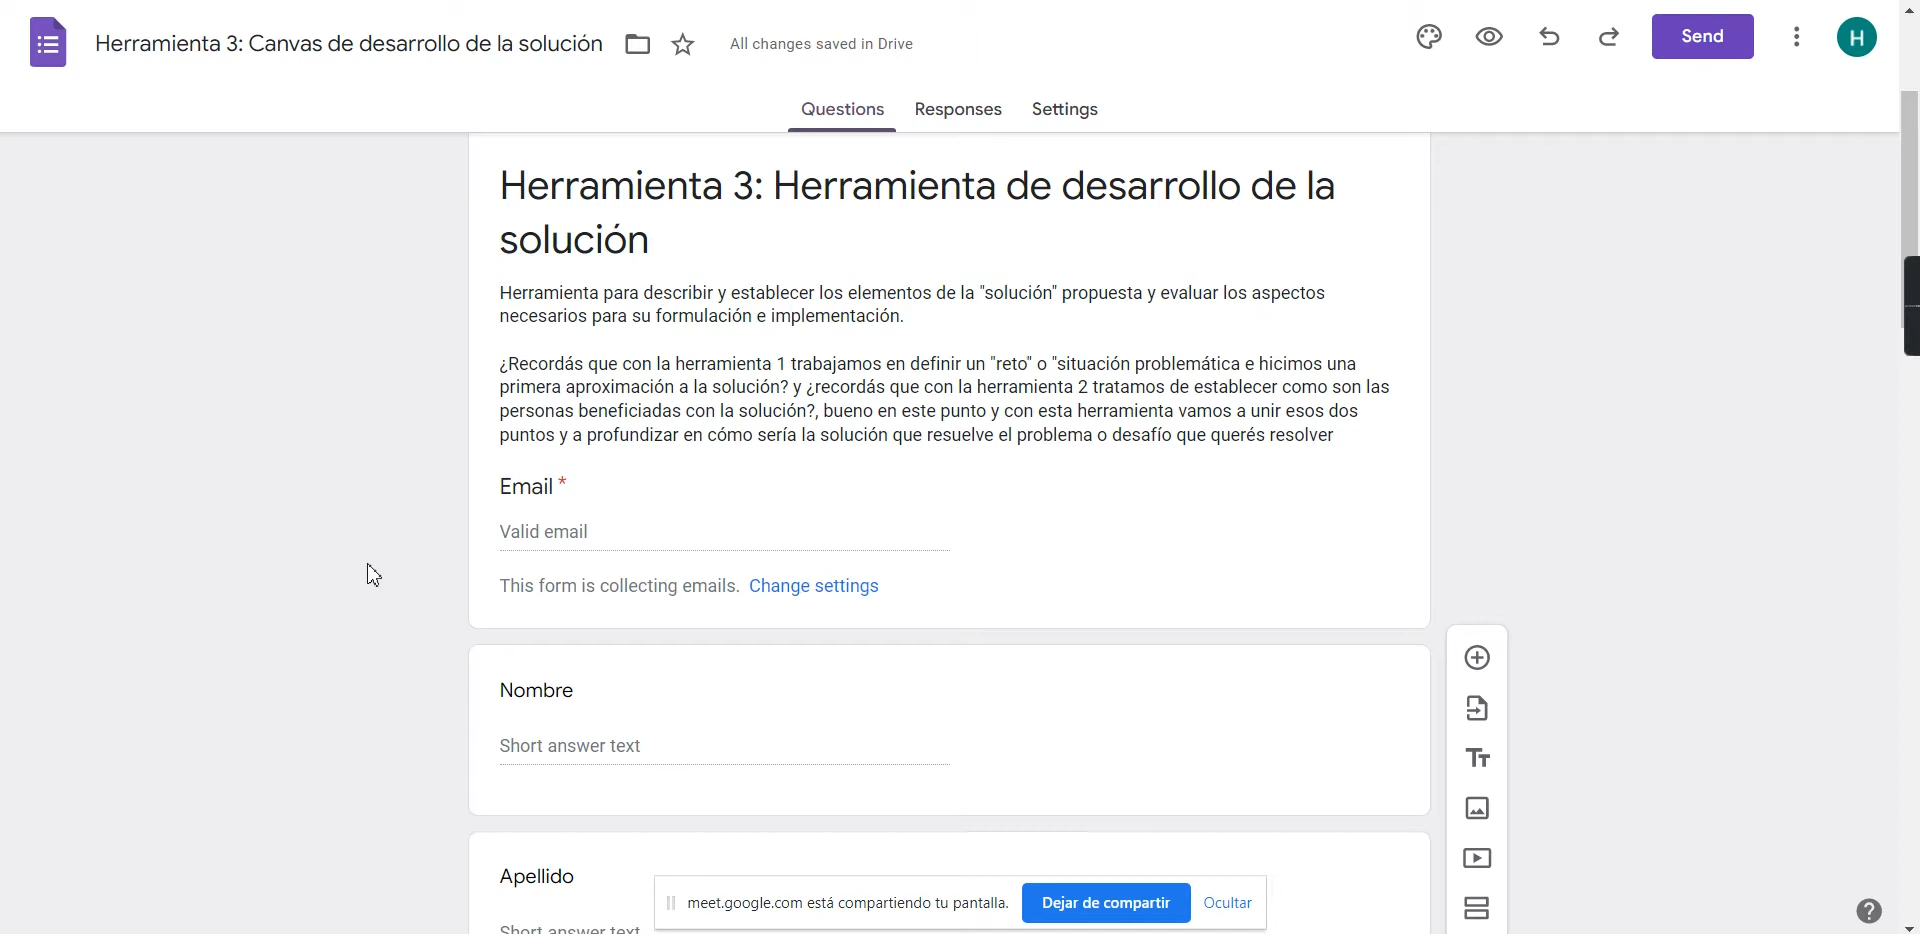 Herramienta 3: Canvas de desarrollo de la solución
All changes saved in Drive
Send
H
Questions
Responses
Settings
Herramienta 3: Herramienta de desarrollo de la
solución
Herramienta para describir y establecer los elementos de la "solución" propuesta y evaluar los aspectos
necesarios para su formulación e implementación.
¿Recordás que con la herramienta 1 trabajamos en definir un "reto" o "situación problemática e hicimos una
primera aproximación a la solución? y ¿recordás que con la herramienta 2 tratamos de establecer como son las
personas beneficiadas con la solución?, bueno en este punto y con esta herramienta vamos a unir esos dos
puntos y a profundizar en cómo sería la solución que resuelve el problema o desafío que querés resolver
Email *
Valid email
This form is collecting emails. Change settings
Nombre
Short answer text
Tт
Apellido
meet.google.com está compartiendo tu pantalla.
Dejar de compartir
Ocultar
Short answer text